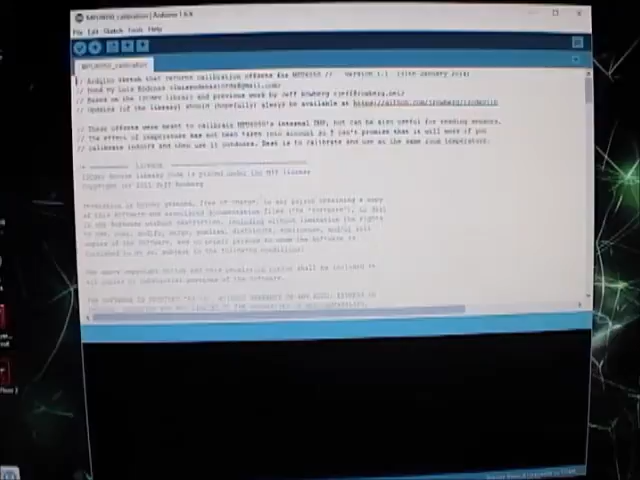 MPU6050_calibration | Arduino 1.6.
File Edit Sketch Tools Help
MPU6050_calibration
// Arduino sketch that returns calibration offsets for MPU6050 // Version 1.1 (31th January 2014)
// Done by Luis Ródenas
// Based on the I2Cdev library and previous work by Jeff Rowberg
// Updates (of the library) should (hopefully) always be available at https://github.com/jrowberg/i2cdevlib
// These offsets were meant to calibrate MPU6050's internal DMP, but can be also useful for reading sensors.
// The effect of temperature has not been taken into account so I can't promise that it will work if you
// calibrate indoors and then use it outdoors. Best is to calibrate and use at the same room temperature.
LICENSE
I2Cdev device library code is placed under the MIT license
Copyright (c) 2011 Jeff Rowberg
Permission is hereby granted, free of charge, to any person obtaining a copy
of this software and associated documentation files (the "Software"), to deal
in the Software without restriction, including without limitation the rights
to use, copy, modify, merge, publish, distribute, sublicense, and/or sell
copies of the Software, and to permit persons to whom the Software is
furnished to do so, subject to the following conditions:
The above copyright notice and this permission notice shall be included in
all copies or substantial portions of the Software.
THE SOFTWARE IS PROVIDED "AS IS", WITHOUT WARRANTY OF ANY KIND, EXPRESS OR